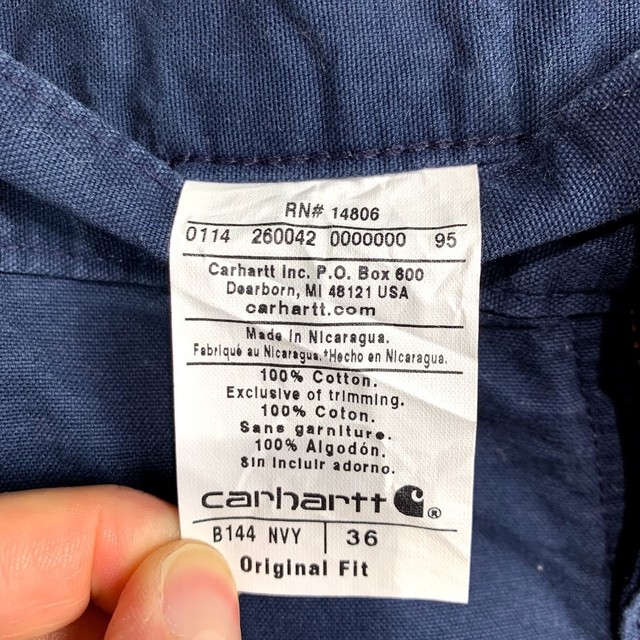 RN# 14806
0114 260042 0000000 95
Carhartt Inc. P.O. Box 600
Dearborn, MI 48121 USA
carhartt.com
Made in Nicaragua.
Fabriqué au Nicaragua.*Hecho en Nicaragua.
100% Cotton.
Exclusive of trimming.
100% Coton.
Sans garniture.
100% Algodón.
Sin incluir adorno.
carhartt ®
B144 NVY | 36
Original Fit